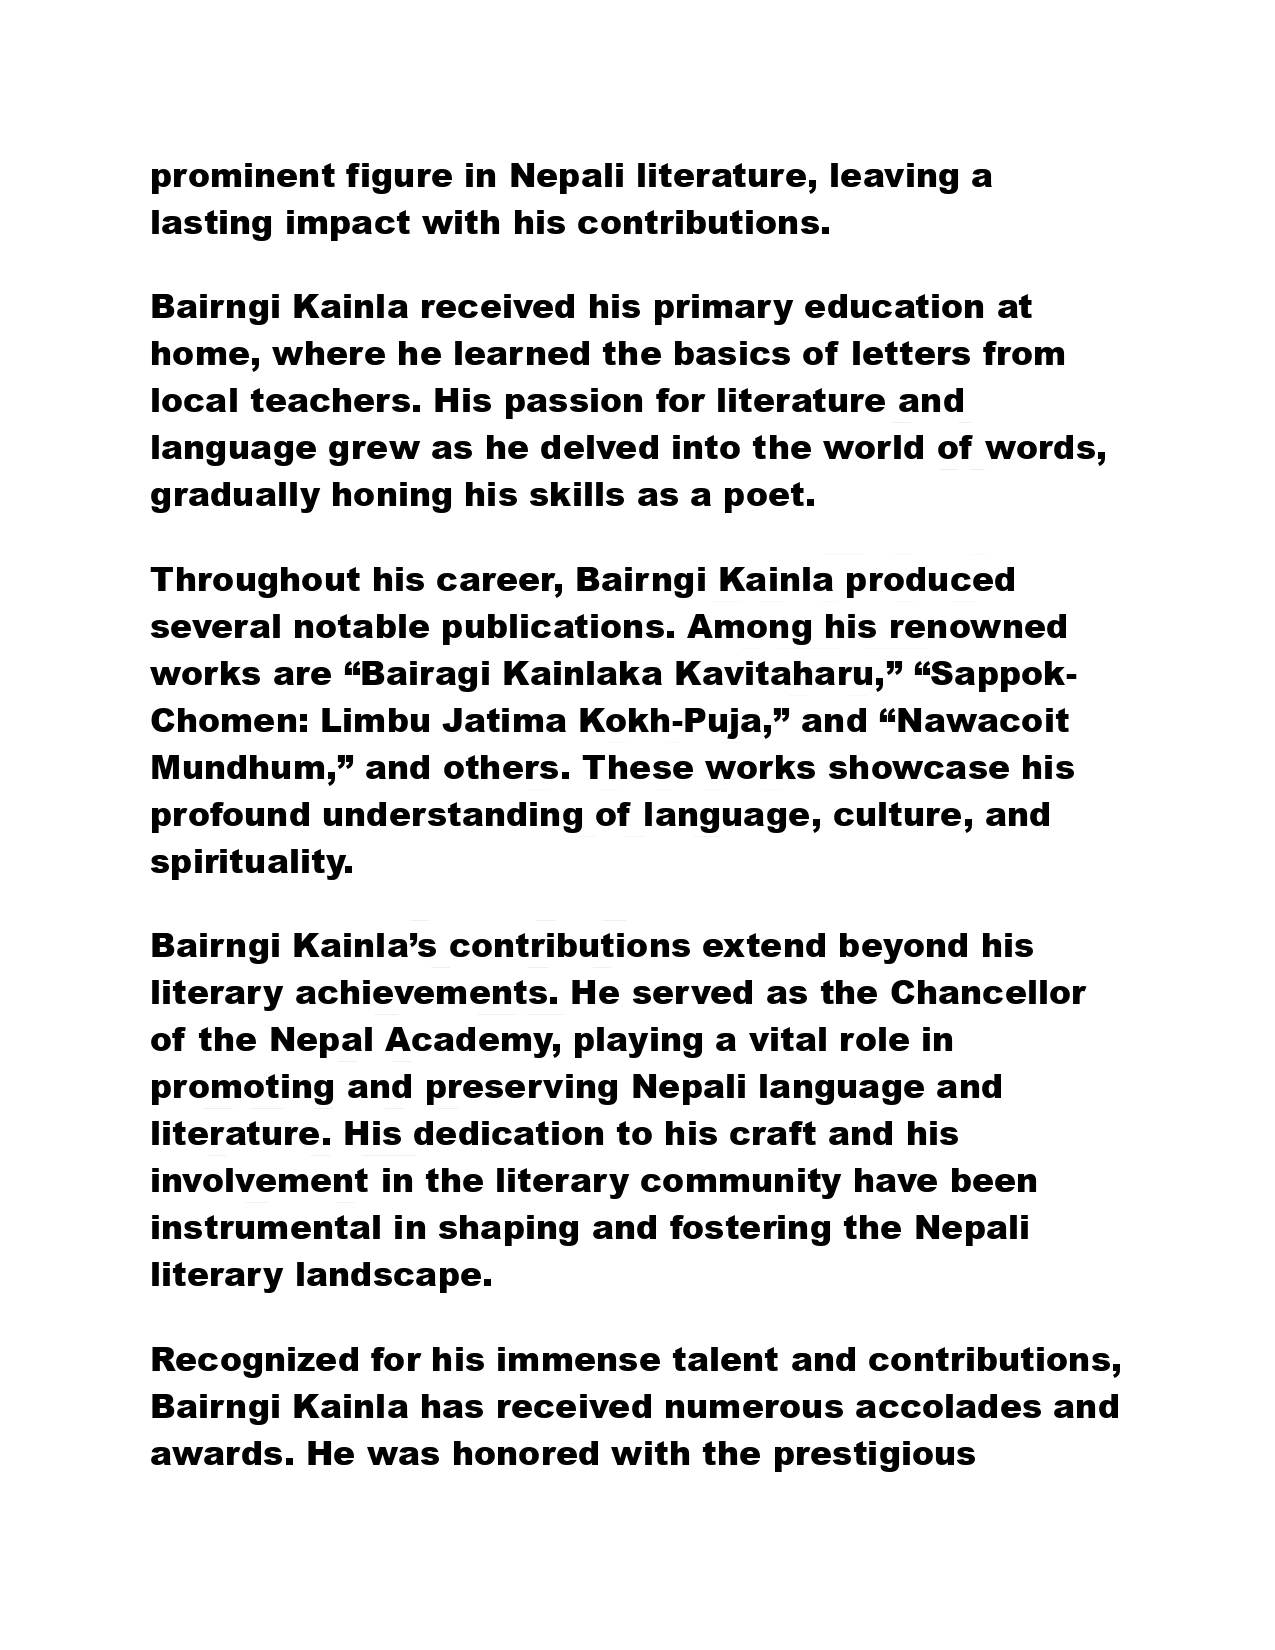 prominent figure in Nepali literature, leaving a
lasting impact with his contributions.
Bairngi Kainla received his primary education at
home, where he learned the basics of letters from
local teachers. His passion for literature and
language grew as he delved into the world of words,
gradually honing his skills as a poet.
Throughout his career, Bairngi Kainla produced
several notable publications. Among his renowned
works are “Bairagi Kainlaka Kavitaharu,” “Sappok-
Chomen: Limbu Jatima Kokh-Puja,” and “Nawacoit
Mundhum,” and others. These works showcase his
profound understanding of language, culture, and
spirituality.
Bairngi Kainla’s contributions extend beyond his
literary achievements. He served as the Chancellor
of the Nepal Academy, playing a vital role in
promoting and preserving Nepali language and
literature. His dedication to his craft and his
involvement in the literary community have been
instrumental in shaping and fostering the Nepali
literary landscape.
Recognized for his immense talent and contributions,
Bairngi Kainla has received numerous accolades and
awards. He was honored with the prestigious